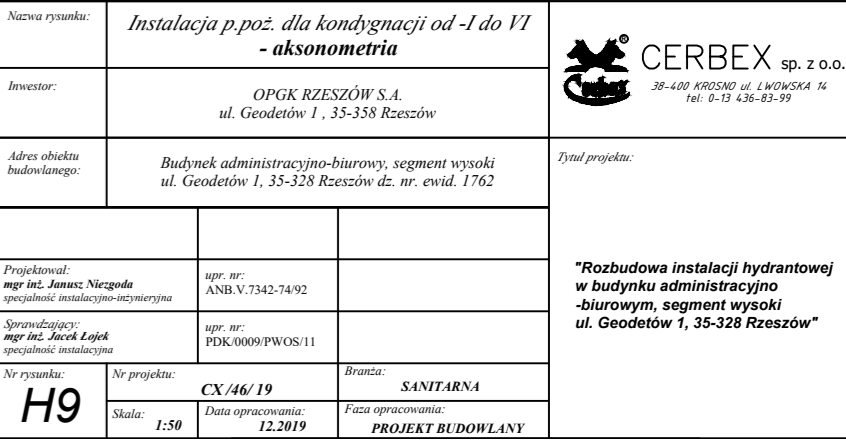 Nazwa rysunku:
Instalacja p.poż. dla kondygnacji od -I do VI
- aksonometria
®
Cerbex
CERBEX sp. z o.o.
38-400 KROSNO ul. LWOWSKA 14
tel: 0-13 436-83-99
Inwestor:
OPGK RZESZÓW S.A.
ul. Geodetów 1 , 35-358 Rzeszów
Adres obiektu
budowlanego:
Budynek administracyjno-biurowy, segment wysoki
ul. Geodetów 1, 35-328 Rzeszów dz. nr. ewid. 1762
Tytuł projektu:
"Rozbudowa instalacji hydrantowej
w budynku administracyjno
-biurowym, segment wysoki
ul. Geodetów 1, 35-328 Rzeszów"
Projektował:
mgr inż. Janusz Niezgoda
specjalność instalacyjno-inżynieryjna
upr. nr:
ANB.V.7342-74/92
Sprawdzający:
mgr inż. Jacek Łojek
specjalność instalacyjna
upr. nr:
PDK/0009/PWOS/11
Nr rysunku:
H9
Nr projektu:
CX /46/ 19
Branża:
SANITARNA
Skala:
1:50
Data opracowania:
12.2019
Faza opracowania:
PROJEKT BUDOWLANY